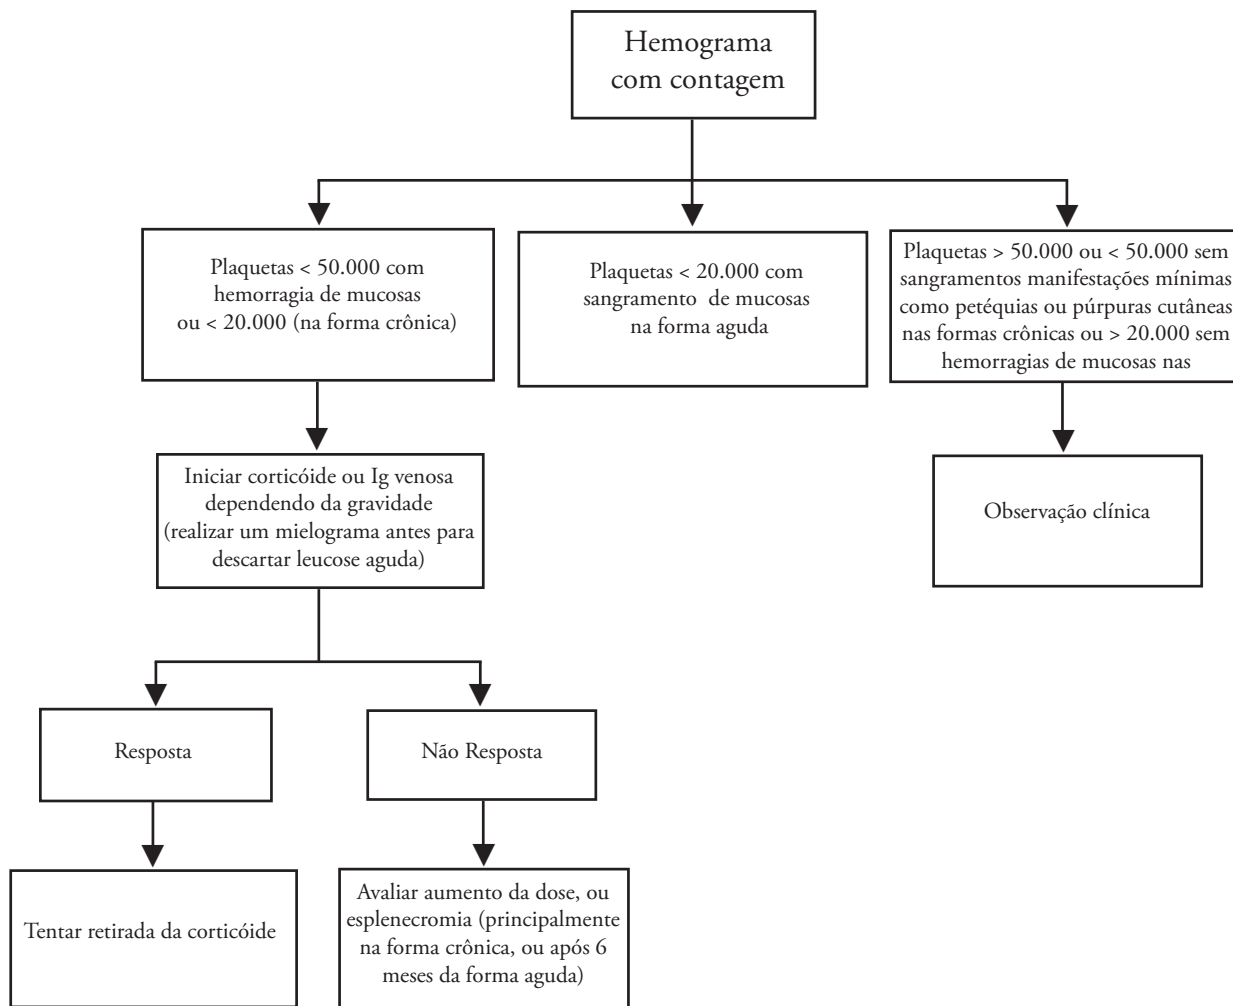 Hemograma
com contagem
Plaquetas < 50.000 com
hemorragia de mucosas
ou < 20.000 (na forma crônica)
Plaquetas < 20.000 com
sangramento de mucosas
na forma aguda
Plaquetas > 50.000 ou < 50.000 sem
sangramentos manifestações mínimas
como petéquias ou púrpuras cutâneas
nas formas crônicas ou > 20.000 sem
hemorragias de mucosas nas
Iniciar corticóide ou Ig venosa
dependendo da gravidade
(realizar um mielograma antes para
descartar leucose aguda)
Observação clínica
Resposta
Não Resposta
Tentar retirada da corticóide
Avaliar aumento da dose, ou
esplenecromia (principalmente
na forma crônica, ou após 6
meses da forma aguda)